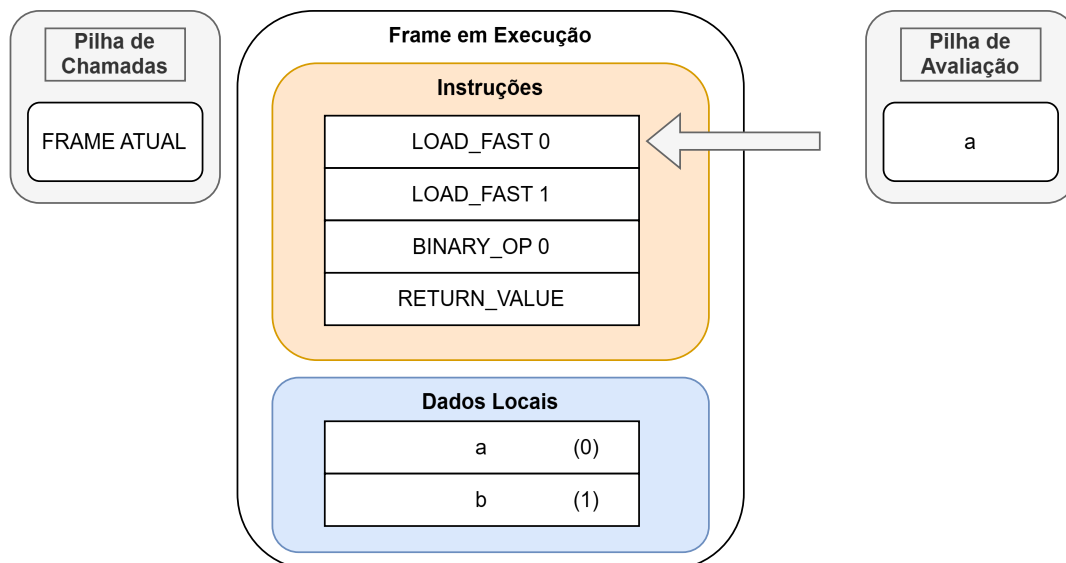 Pilha de
Chamadas
FRAME ATUAL
Frame em Execução
Instruções
LOAD_FAST 0
LOAD_FAST 1
BINARY_OP 0
RETURN_VALUE
Dados Locais
a (0)
b (1)
Pilha de
Avaliação
a